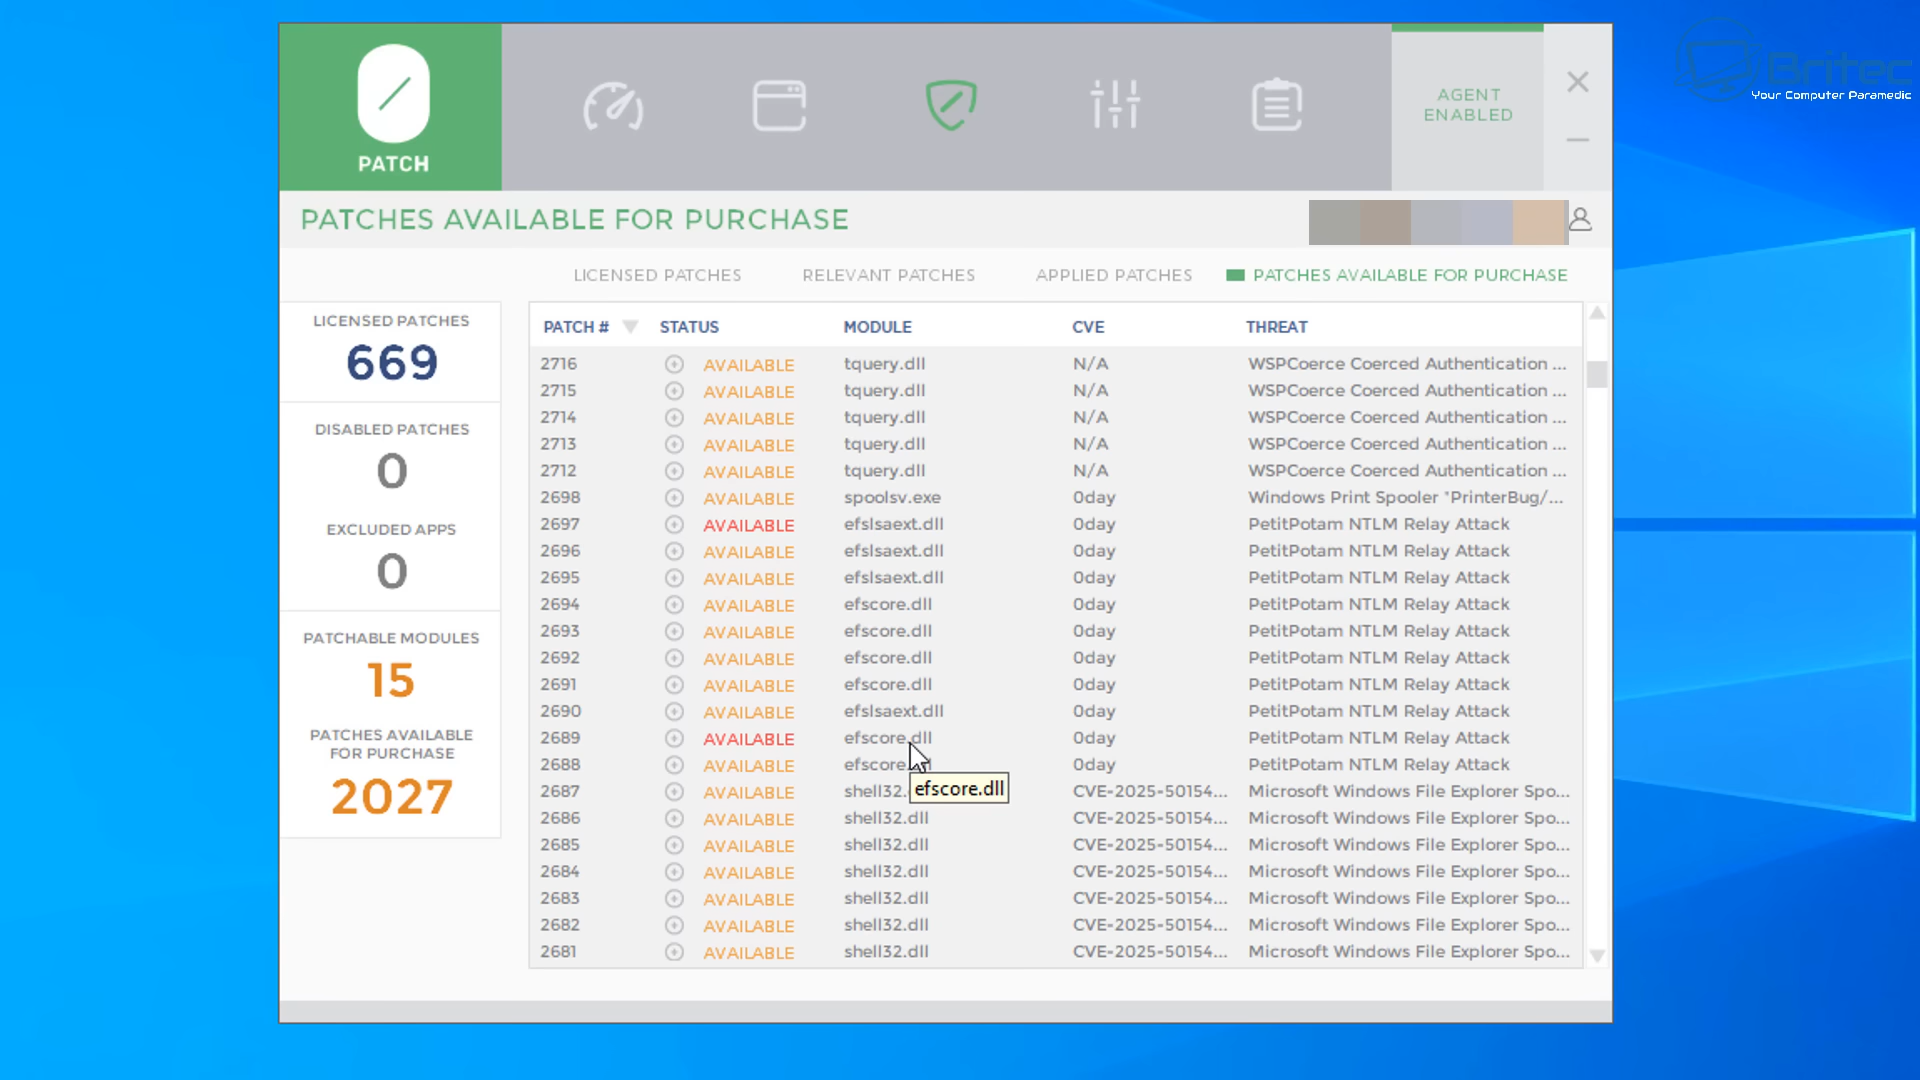 Britec
Your Computer Paramedic
PATCH
AGENT
ENABLED
PATCHES AVAILABLE FOR PURCHASE
LICENSED PATCHES RELEVANT PATCHES APPLIED PATCHES PATCHES AVAILABLE FOR PURCHASE
LICENSED PATCHES
669
DISABLED PATCHES
0
EXCLUDED APPS
0
PATCHABLE MODULES
15
PATCHES AVAILABLE
FOR PURCHASE
2027
PATCH # STATUS MODULE CVE THREAT
2716 AVAILABLE tquery.dll N/A WSPCoerce Coerced Authentication ...
2715 AVAILABLE tquery.dll N/A WSPCoerce Coerced Authentication ...
2714 AVAILABLE tquery.dll N/A WSPCoerce Coerced Authentication ...
2713 AVAILABLE tquery.dll N/A WSPCoerce Coerced Authentication ...
2712 AVAILABLE tquery.dll N/A WSPCoerce Coerced Authentication ...
2698 AVAILABLE spoolsv.exe 0day Windows Print Spooler "PrinterBug/...
2697 AVAILABLE efslsaext.dll 0day PetitPotam NTLM Relay Attack
2696 AVAILABLE efslsaext.dll 0day PetitPotam NTLM Relay Attack
2695 AVAILABLE efslsaext.dll 0day PetitPotam NTLM Relay Attack
2694 AVAILABLE efscore.dll 0day PetitPotam NTLM Relay Attack
2693 AVAILABLE efscore.dll 0day PetitPotam NTLM Relay Attack
2692 AVAILABLE efscore.dll 0day PetitPotam NTLM Relay Attack
2691 AVAILABLE efscore.dll 0day PetitPotam NTLM Relay Attack
2690 AVAILABLE efslsaext.dll 0day PetitPotam NTLM Relay Attack
2689 AVAILABLE efscore.dll 0day PetitPotam NTLM Relay Attack
2688 AVAILABLE efscore. 0day PetitPotam NTLM Relay Attack
efscore.dll
2687 AVAILABLE shell32. CVE-2025-50154... Microsoft Windows File Explorer Spo...
2686 AVAILABLE shell32.dll CVE-2025-50154... Microsoft Windows File Explorer Spo...
2685 AVAILABLE shell32.dll CVE-2025-50154... Microsoft Windows File Explorer Spo...
2684 AVAILABLE shell32.dll CVE-2025-50154... Microsoft Windows File Explorer Spo...
2683 AVAILABLE shell32.dll CVE-2025-50154... Microsoft Windows File Explorer Spo...
2682 AVAILABLE shell32.dll CVE-2025-50154... Microsoft Windows File Explorer Spo...
2681 AVAILABLE shell32.dll CVE-2025-50154... Microsoft Windows File Explorer Spo...